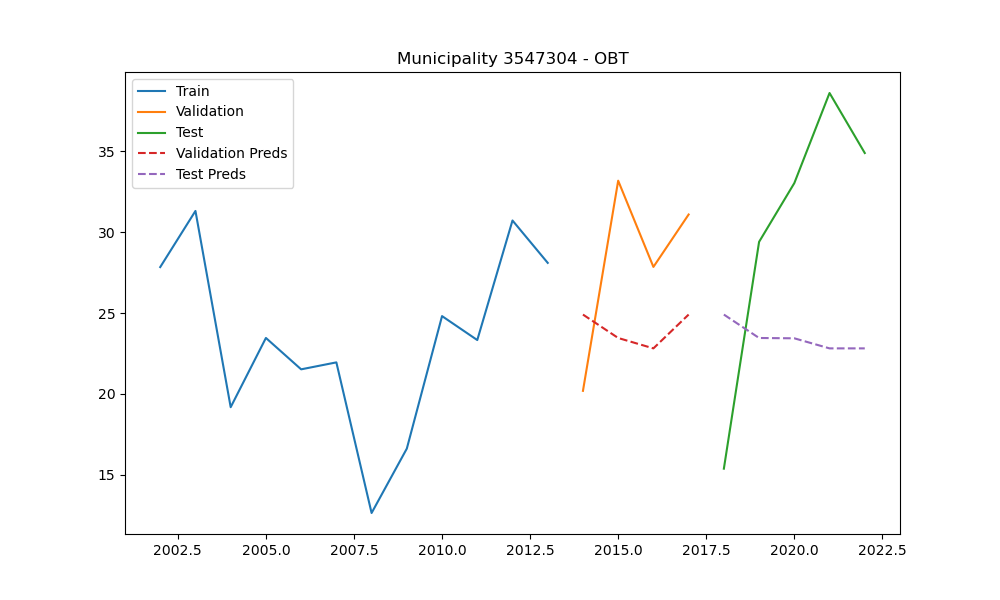 Municipality 3547304 - OBT
Train
Validation
Test
Validation Preds
Test Preds
35
30
25
20
15
2002.5 2005.0 2007.5 2010.0 2012.5 2015.0 2017.5 2020.0 2022.5